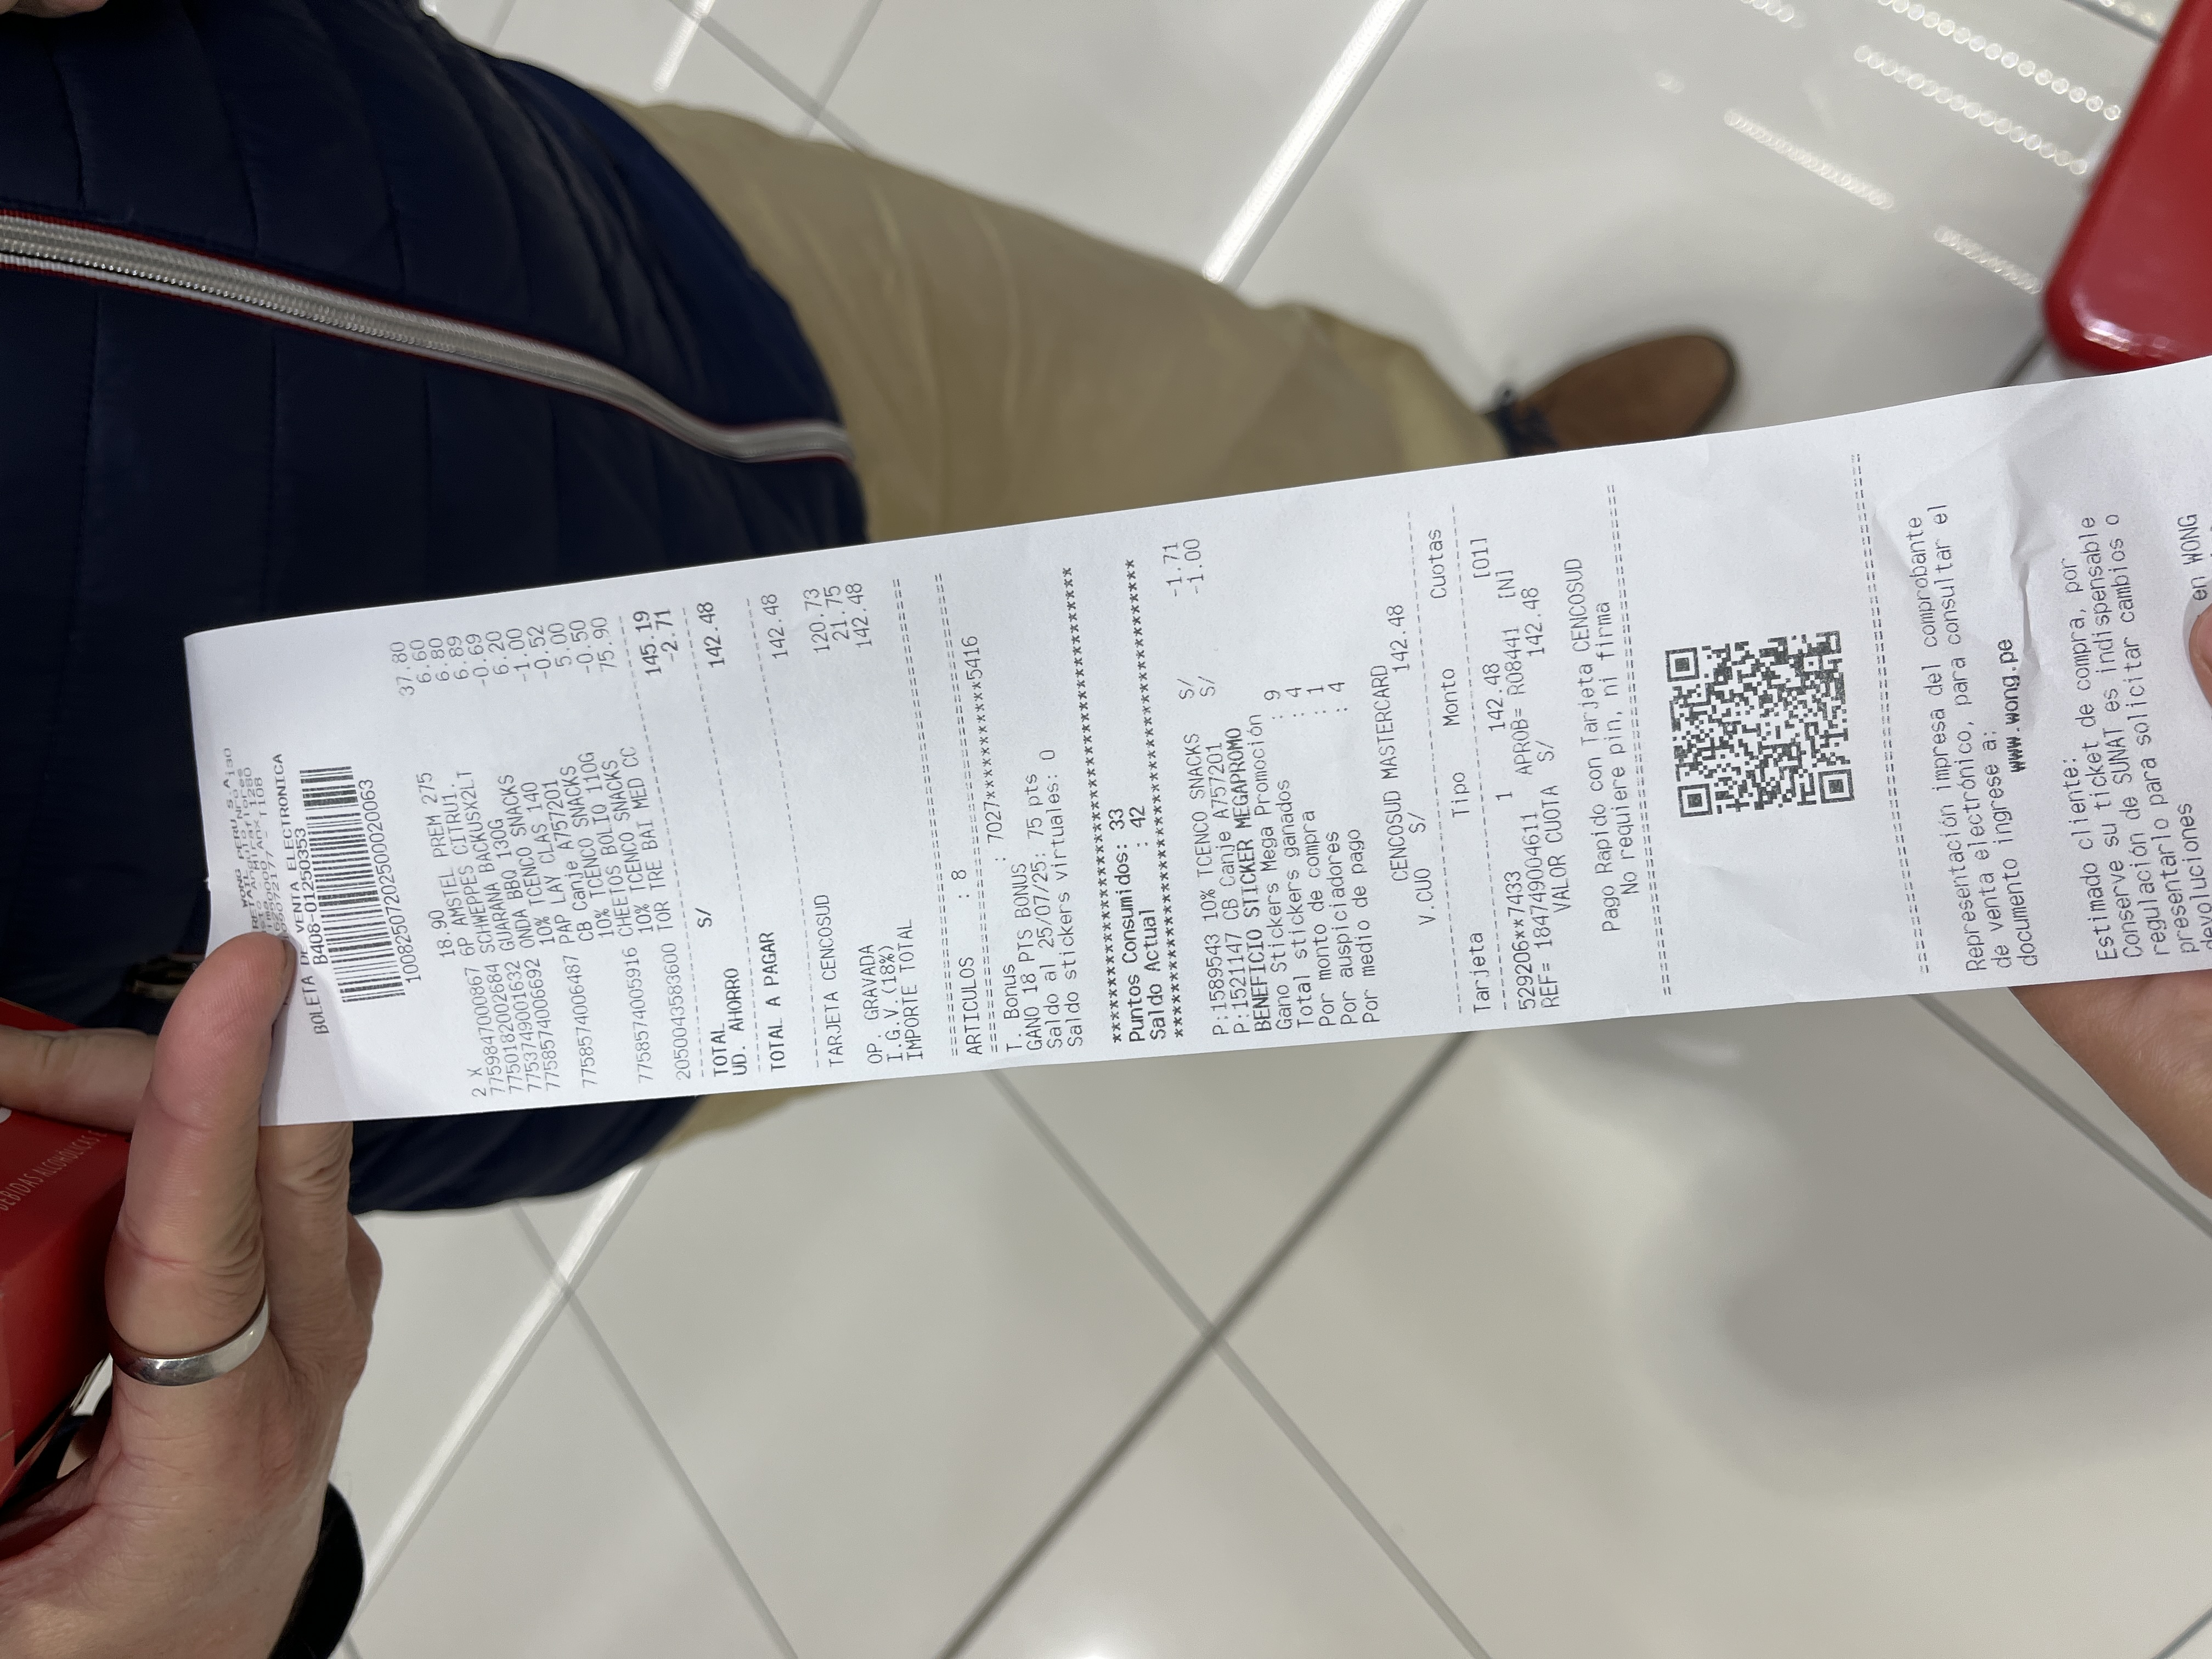 BEBIDAS ALCOHÓLICAS
WONG PERU S.A.
RETAIL
Angulo Nro 130
Miraflores
Anx. 1280
T108
BOLETA DE VENTA ELECTRONICA
B408-01250353
10082507202500020063
2 X 18.90
7759847000867 6P AMSTEL PREM 275 37.80
7750182002684 SCHWEPPES CITRU1. 6.60
7753749001632 GUARANA BACKUSX2LT 6.80
7758574006692 ONDA BBQ 130G 6.89
10% TCENCO SNACKS -0.69
7758574006487 PAP LAY CLAS 140 6.20
CB Canje A757201 -1.00
10% TCENCO SNACKS -0.52
7758574005916 CHEETOS BOLIQ 110G 5.00
10% TCENCO SNACKS -0.50
2050043583600 TOR TRE BAI MED CC 75.90
TOTAL S/ 145.19
UD. AHORRO -2.71
TOTAL A PAGAR 142.48
TARJETA CENCOSUD 142.48
OP. GRAVADA 120.73
I.G.V.(18%) 21.75
IMPORTE TOTAL 142.48
ARTICULOS : 8
T. Bonus : 7027***********5416
GANO 18 PTS BONUS
Saldo al 25/07/25: 75 pts
Saldo stickers virtuales: 0
Puntos Consumidos: 33
Saldo Actual : 42
P:1589543 10% TCENCO SNACKS S/ -1.71
P:1521147 CB Canje A757201 S/ -1.00
BENEFICIO STICKER MEGAPROMO
Gano Stickers Mega Promoción
Total stickers ganados : 9
Por monto de compra : 4
Por auspiciadores : 1
Por medio de pago : 4
CENCOSUD MASTERCARD
V.CUO S/ 142.48
Tarjeta Tipo Monto Cuotas
529206**7433 1 142.48 [01]
REF= 184749004611 APROB= R08441 [N]
VALOR CUOTA S/ 142.48
Pago Rapido con Tarjeta CENCOSUD
No requiere pin, ni firma
Representación impresa del comprobante
de venta electrónico, para consultar el
documento ingrese a:
www.wong.pe
Estimado cliente:
Conserve su ticket de compra, por
regulación de SUNAT es indispensable
presentarlo para solicitar cambios o
devoluciones
en WONG